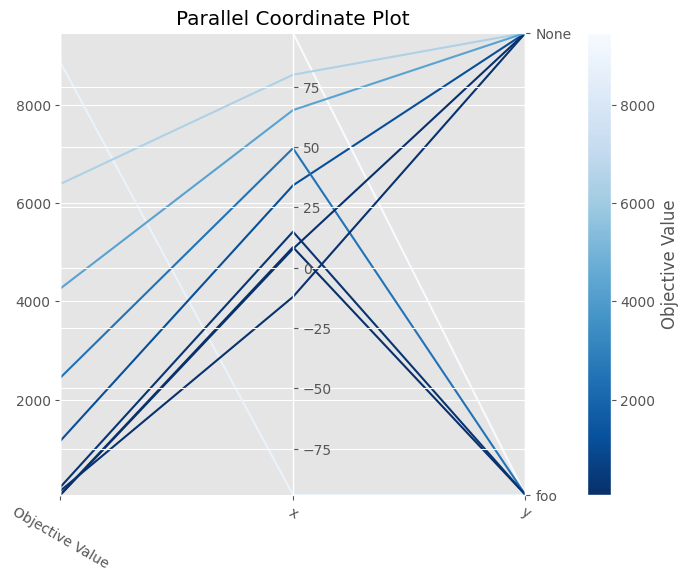 Parallel Coordinate Plot
None
8000
75
8000
6000
50
6000
25
Objective Value
4000
0
4000
−25
2000
−50
2000
−75
foo
Objective Value
x
y